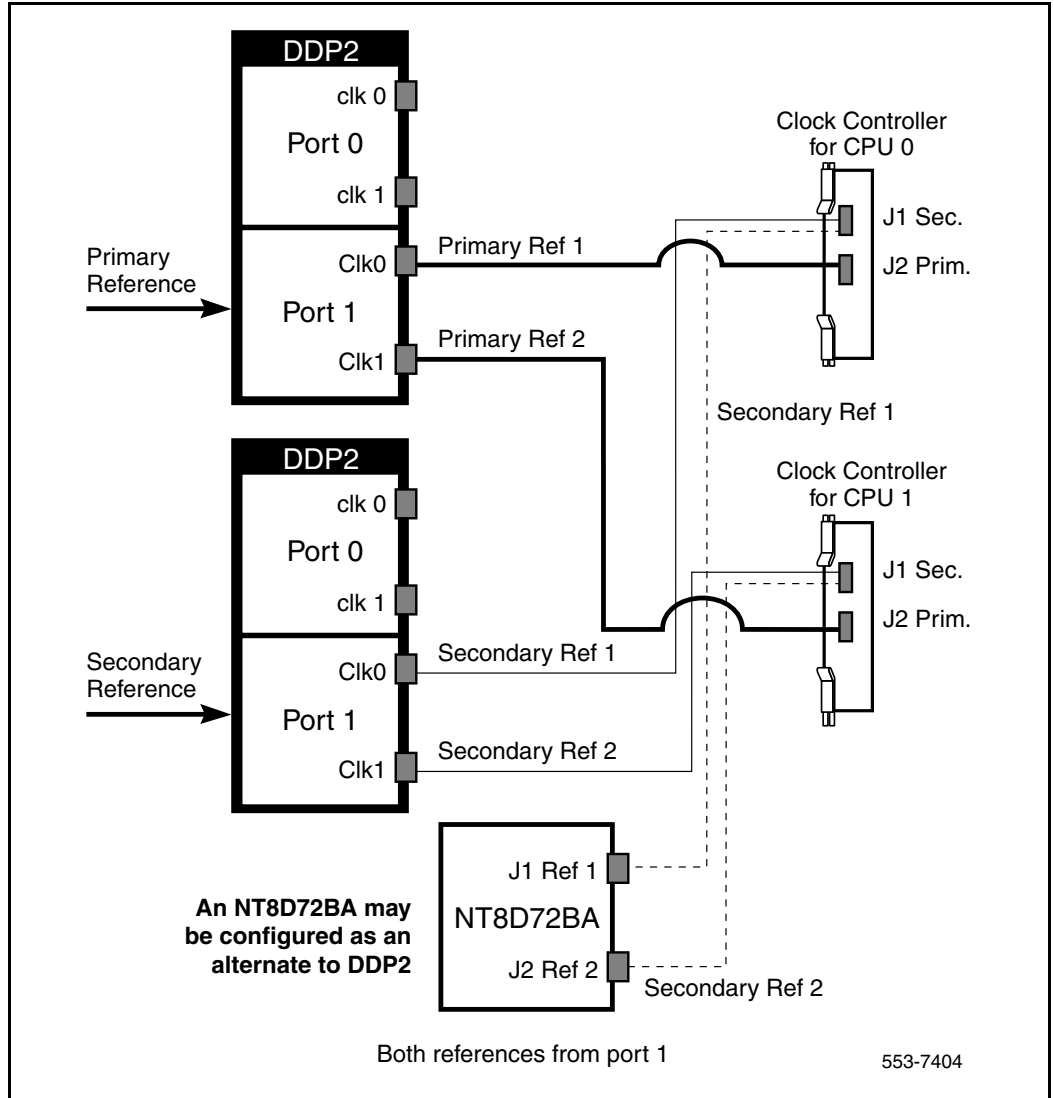 DDP2
clk 0
Port 0
clk 1
Primary
Reference
Clk0
Port 1
Clk1
Primary Ref 1
Primary Ref 2
Clock Controller
for CPU 0
J1 Sec.
J2 Prim.
Secondary Ref 1
DDP2
clk 0
Port 0
clk 1
Secondary
Reference
Clk0
Port 1
Clk1
Secondary Ref 1
Secondary Ref 2
Clock Controller
for CPU 1
J1 Sec.
J2 Prim.
An NT8D72BA may
be configured as an
alternate to DDP2
J1 Ref 1
NT8D72BA
J2 Ref 2
Secondary Ref 2
Both references from port 1
553-7404